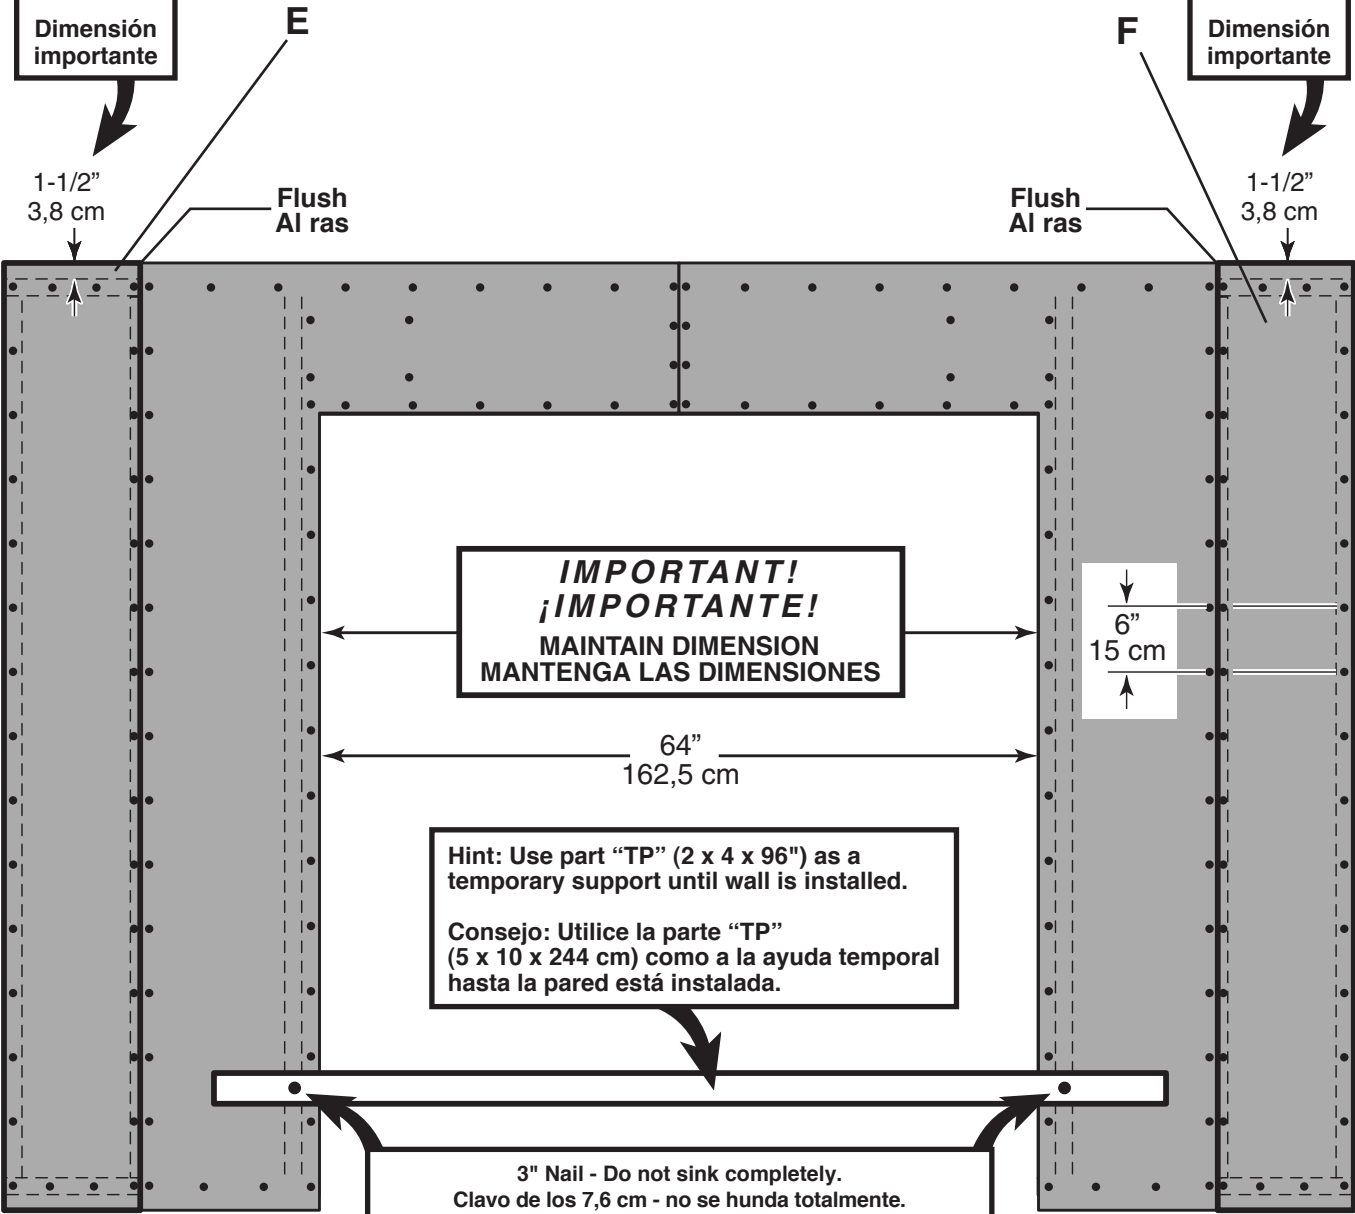 Dimensión
importante
E
F
Dimensión
importante
1-1/2”
3,8 cm
Flush
Al ras
Flush
Al ras
1-1/2”
3,8 cm
IMPORTANT!
¡IMPORTANTE!
MAINTAIN DIMENSION
MANTENGA LAS DIMENSIONES
6”
15 cm
64”
162,5 cm
Hint: Use part “TP” (2 x 4 x 96") as a
temporary support until wall is installed.
Consejo: Utilice la parte “TP”
(5 x 10 x 244 cm) como a la ayuda temporal
hasta la pared está instalada.
3" Nail - Do not sink completely.
Clavo de los 7,6 cm - no se hunda totalmente.